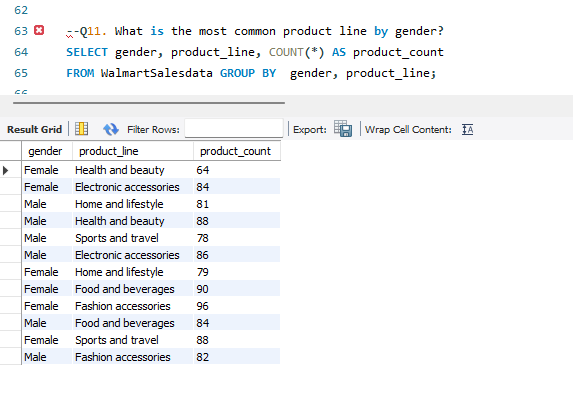 62
63 --Q11. What is the most common product line by gender?
64 SELECT gender, product_line, COUNT(*) AS product_count
65 FROM WalmartSalesdata GROUP BY  gender, product_line;
66
Result Grid Filter Rows: Export: Wrap Cell Content: IA
gender product_line product_count
Female Health and beauty 64
Female Electronic accessories 84
Male Home and lifestyle 81
Male Health and beauty 88
Male Sports and travel 78
Male Electronic accessories 86
Female Home and lifestyle 79
Female Food and beverages 90
Female Fashion accessories 96
Male Food and beverages 84
Female Sports and travel 88
Male Fashion accessories 82